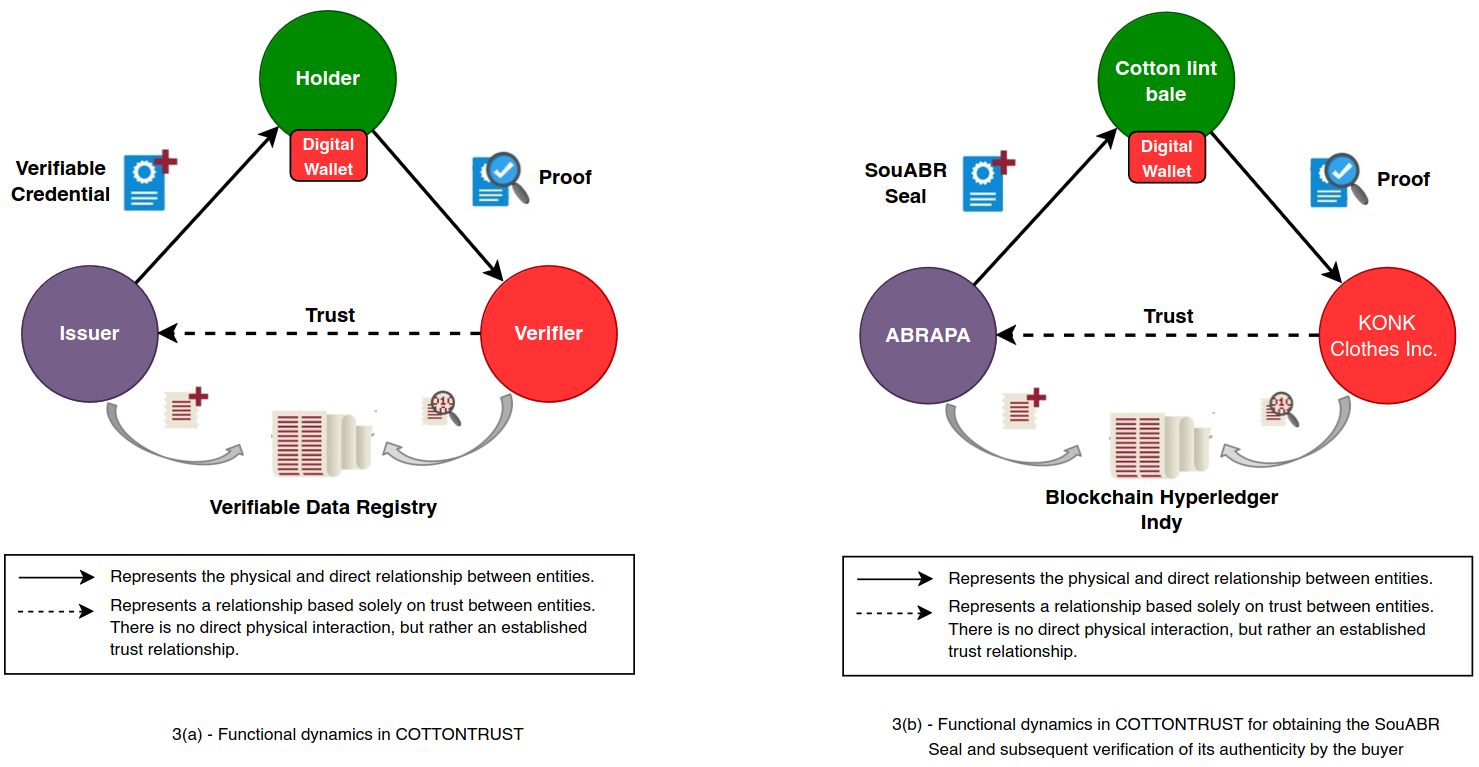 Holder
Digital
Wallet
Verifiable
Credential
Proof
Issuer
Trust
Verifier
Verifiable Data Registry
Represents the physical and direct relationship between entities.
Represents a relationship based solely on trust between entities.
There is no direct physical interaction, but rather an established
trust relationship.
3(a) - Functional dynamics in COTTONTRUST
Cotton lint
bale
Digital
Wallet
SouABR
Seal
Proof
ABRAPA
Trust
KONK
Clothes Inc.
Blockchain Hyperledger
Indy
Represents the physical and direct relationship between entities.
Represents a relationship based solely on trust between entities.
There is no direct physical interaction, but rather an established
trust relationship.
3(b) - Functional dynamics in COTTONTRUST for obtaining the SouABR
Seal and subsequent verification of its authenticity by the buyer